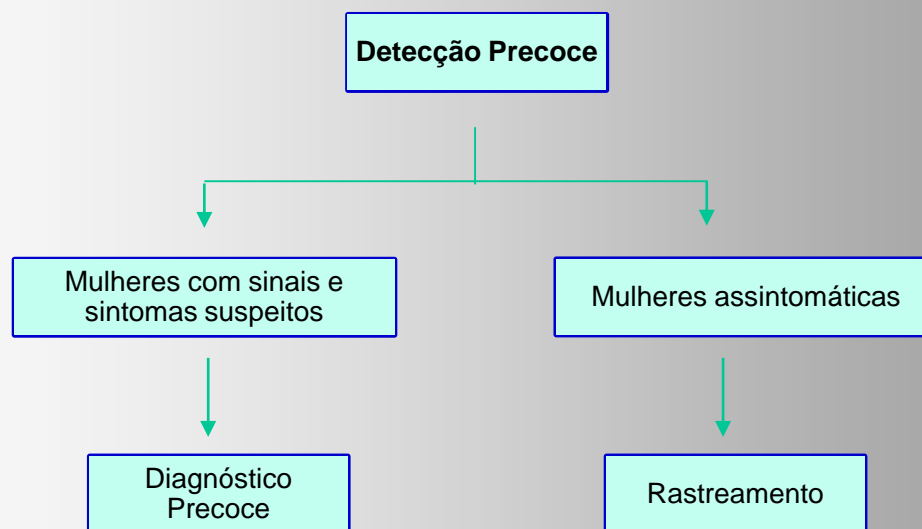 Detecção Precoce
Mulheres com sinais e
sintomas suspeitos
Mulheres assintomáticas
Diagnóstico
Precoce
Rastreamento